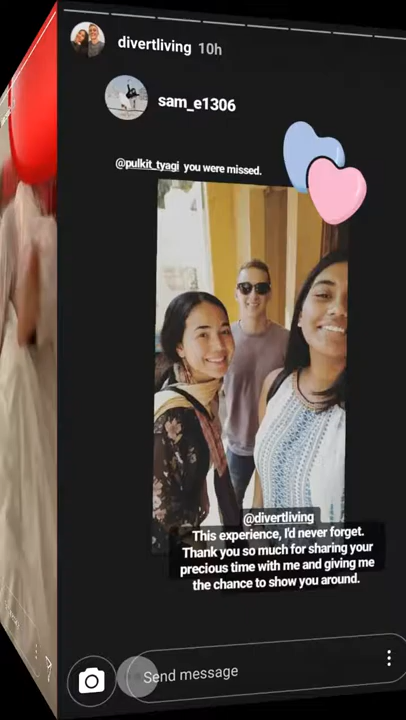 divertliving 10h
sam_e1306
@pulkit_tyagi you were missed.
@divertliving
This experience, I'd never forget.
Thank you so much for sharing your
precious time with me and giving me
the chance to show you around.
Send message